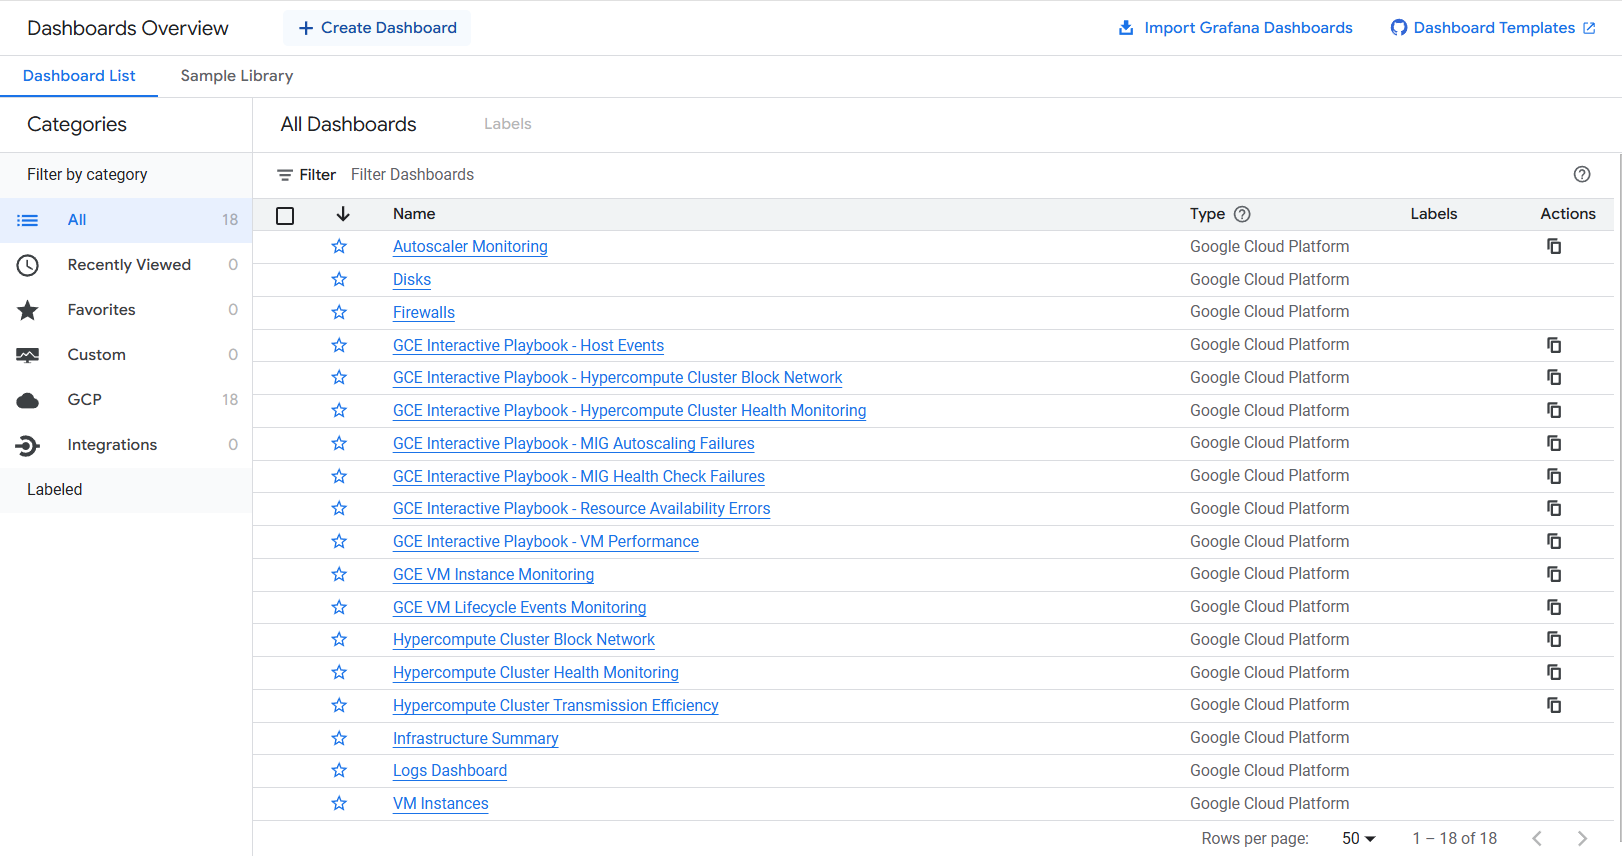 Dashboards Overview
Create Dashboard
Import Grafana Dashboards
Dashboard Templates
Dashboard List
Sample Library
Categories
All Dashboards
Labels
Filter by category
Filter
Filter Dashboards
All 18
Recently Viewed 0
Favorites 0
Custom 0
GCP 18
Integrations 0
Labeled
Name Type Labels Actions
Autoscaler Monitoring Google Cloud Platform
Disks Google Cloud Platform
Firewalls Google Cloud Platform
GCE Interactive Playbook - Host Events Google Cloud Platform
GCE Interactive Playbook - Hypercompute Cluster Block Network Google Cloud Platform
GCE Interactive Playbook - Hypercompute Cluster Health Monitoring Google Cloud Platform
GCE Interactive Playbook - MIG Autoscaling Failures Google Cloud Platform
GCE Interactive Playbook - MIG Health Check Failures Google Cloud Platform
GCE Interactive Playbook - Resource Availability Errors Google Cloud Platform
GCE Interactive Playbook - VM Performance Google Cloud Platform
GCE VM Instance Monitoring Google Cloud Platform
GCE VM Lifecycle Events Monitoring Google Cloud Platform
Hypercompute Cluster Block Network Google Cloud Platform
Hypercompute Cluster Health Monitoring Google Cloud Platform
Hypercompute Cluster Transmission Efficiency Google Cloud Platform
Infrastructure Summary Google Cloud Platform
Logs Dashboard Google Cloud Platform
VM Instances Google Cloud Platform
Rows per page: 50 1 – 18 of 18